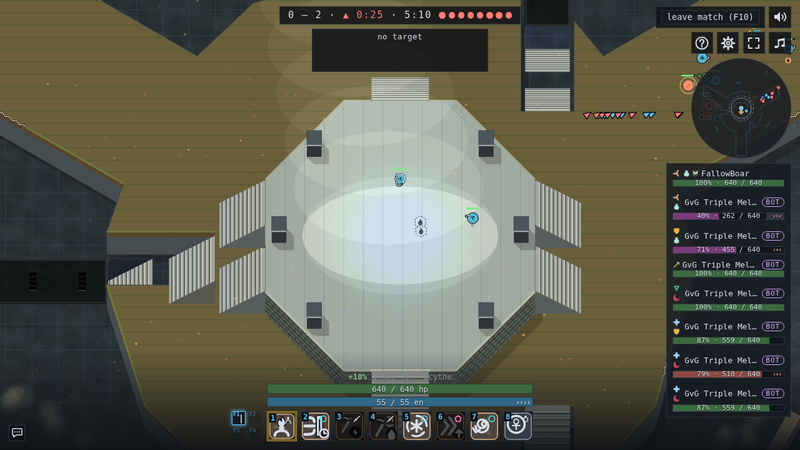 0 — 2 · ▲ 0:25 · 5:10
leave match (F10)
no target
FallowBoar
100% · 640 / 640
GvG Triple Mel... BOT
40% · 262 / 640
GvG Triple Mel... BOT
71% · 455 / 640
GvG Triple Mel... BOT
100% · 640 / 640
GvG Triple Mel... BOT
100% · 640 / 640
GvG Triple Mel... BOT
87% · 559 / 640
GvG Triple Mel... BOT
79% · 510 / 640
GvG Triple Mel... BOT
87% · 559 / 640
+10%
640 / 640 hp
55 / 55 en
F1 F2
F3 F4
1 2 3 4 5 6 7 8